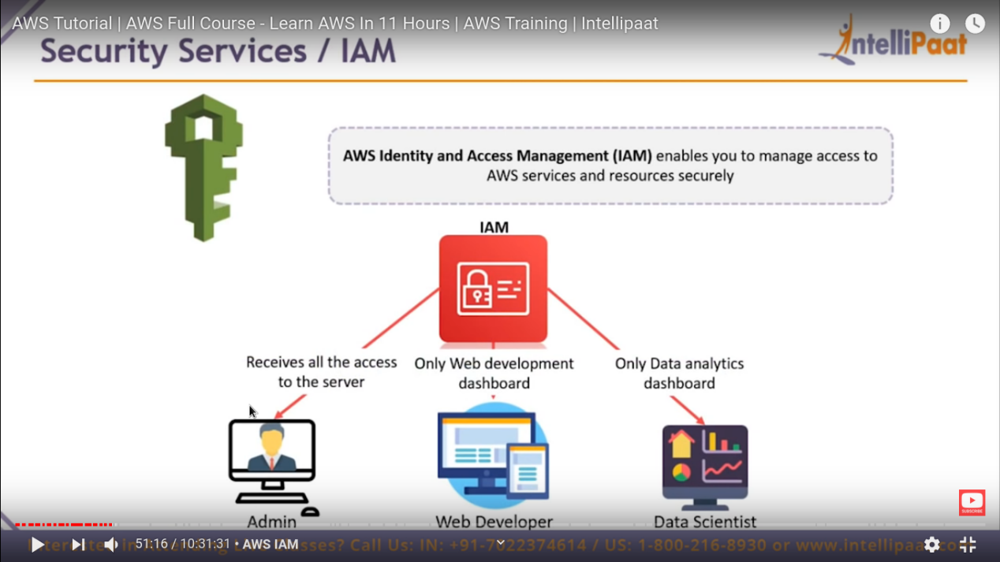 AWS Tutorial | AWS Full Course - Learn AWS In 11 Hours | AWS Training | Intellipaat
Security Services / IAM
IntelliPaat
AWS Identity and Access Management (IAM) enables you to manage access to
AWS services and resources securely
IAM
Receives all the access
to the server
Only Web development
dashboard
Only Data analytics
dashboard
Admin
Web Developer
Data Scientist
SUBSCRIBE
51:16 / 10:31:31 • AWS IAM
Classes? Call Us: IN: +91-7022374614 / US: 1-800-216-8930 or www.intellipaat.com